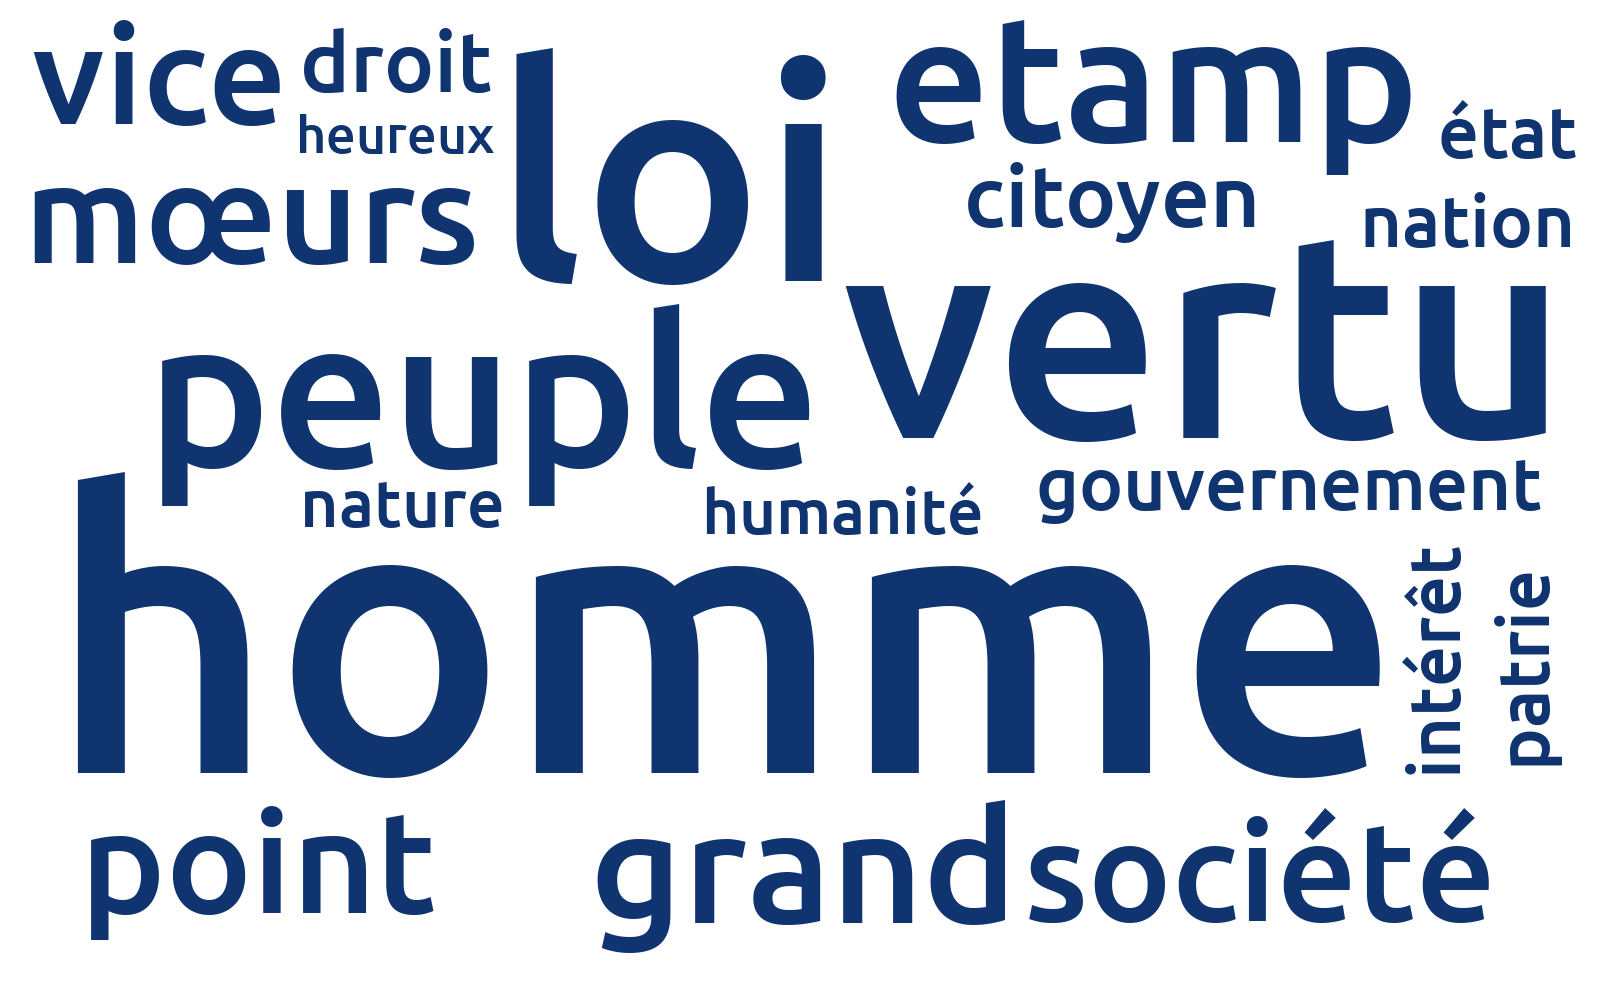 vice
droit
loi
etamp
heureux
état
mœurs
citoyen
nation
peuple
vertu
nature
humanité
gouvernement
homme
intérêt
patrie
point
grand
société